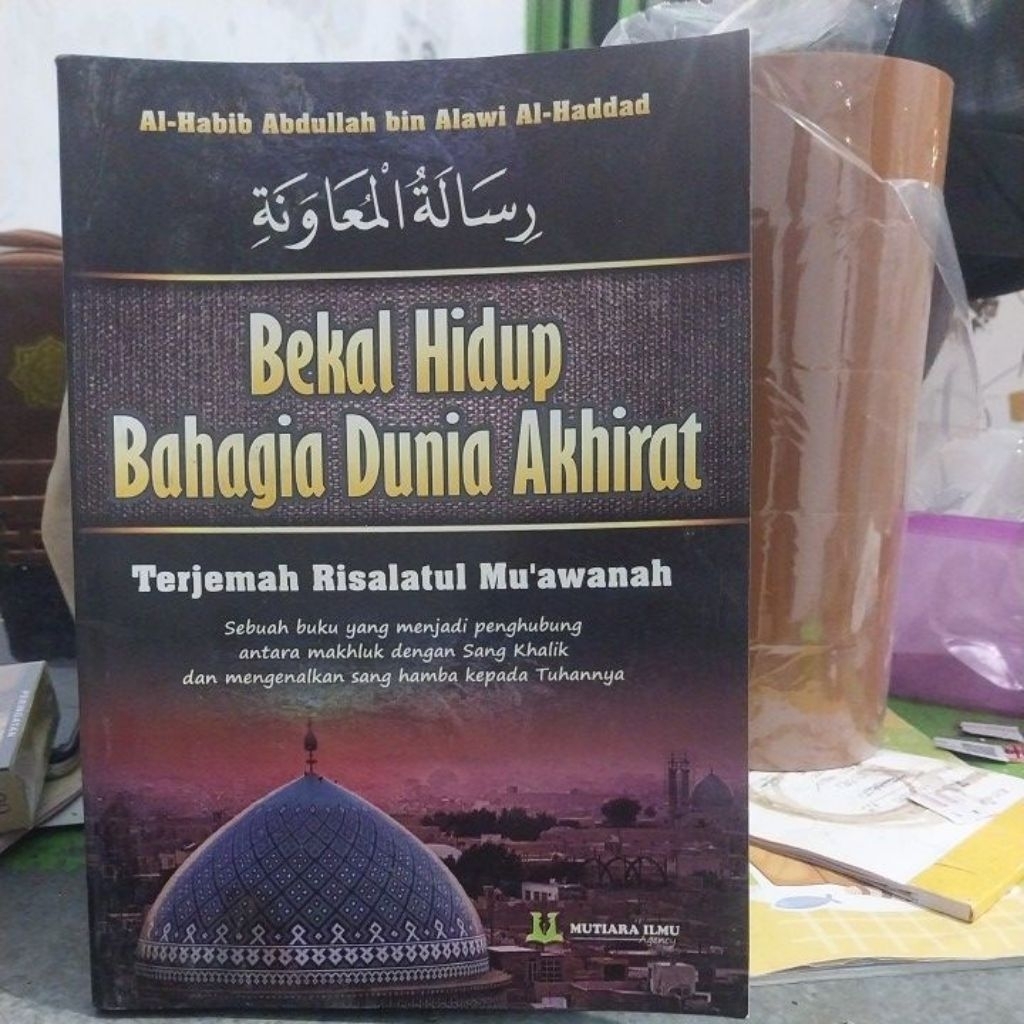 Al-Habib Abdullah bin Alawi Al-Haddad
رِسَالَةُ الْمُعَاوَنَةِ
Bekal Hidup
Bahagia Dunia Akhirat
Terjemah Risalatul Mu'awanah
Sebuah buku yang menjadi penghubung
antara makhluk dengan Sang Khalik
dan mengenalkan sang hamba kepada Tuhannya
MUTIARA ILMU
Agency